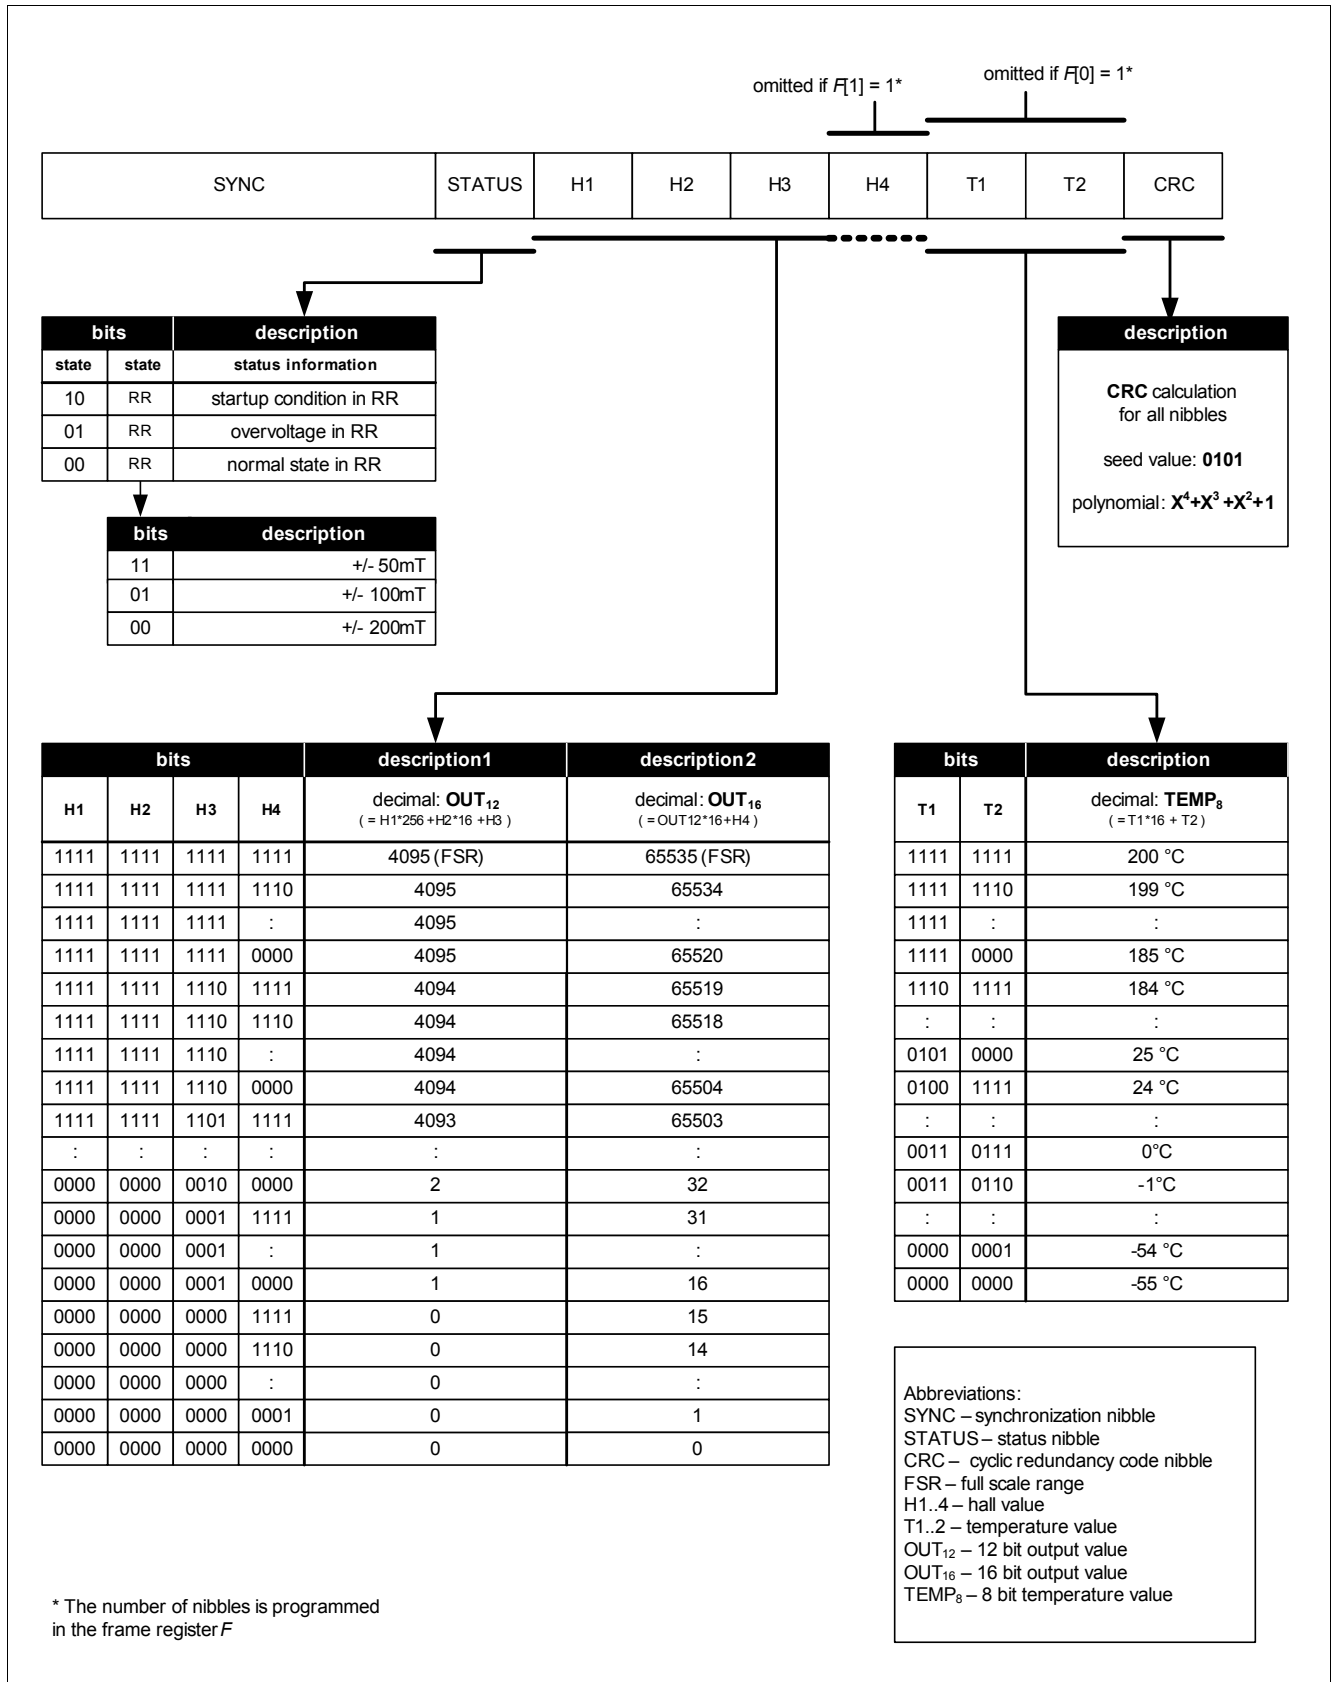 omitted if F[1] = 1*
omitted if F[0] = 1*
SYNC STATUS H1 H2 H3 H4 T1 T2 CRC
bits description
state state status information
10 RR startup condition in RR
01 RR overvoltage in RR
00 RR normal state in RR
bits description
11 +/- 50mT
01 +/- 100mT
00 +/- 200mT
description
CRC calculation
for all nibbles
seed value: 0101
polynomial: X⁴+X³+X²+1
bits description1 description2
H1 H2 H3 H4 decimal: OUT₁₂ decimal: OUT₁₆
( = H1*256 +H2*16 +H3 ) ( =OUT12*16+H4 )
1111 1111 1111 1111 4095 (FSR) 65535 (FSR)
1111 1111 1111 1110 4095 65534
1111 1111 1111 : 4095 :
1111 1111 1111 0000 4095 65520
1111 1111 1110 1111 4094 65519
1111 1111 1110 1110 4094 65518
1111 1111 1110 : 4094 :
1111 1111 1110 0000 4094 65504
1111 1111 1101 1111 4093 65503
: : : : : :
0000 0000 0010 0000 2 32
0000 0000 0001 1111 1 31
0000 0000 0001 : 1 :
0000 0000 0001 0000 1 16
0000 0000 0000 1111 0 15
0000 0000 0000 1110 0 14
0000 0000 0000 : 0 :
0000 0000 0000 0001 0 1
0000 0000 0000 0000 0 0
bits description
T1 T2 decimal: TEMP₈
( =T1*16 + T2 )
1111 1111 200 °C
1111 1110 199 °C
1111 : :
1111 0000 185 °C
1110 1111 184 °C
: : :
0101 0000 25 °C
0100 1111 24 °C
: : :
0011 0111 0°C
0011 0110 -1°C
: : :
0000 0001 -54 °C
0000 0000 -55 °C
Abbreviations:
SYNC – synchronization nibble
STATUS – status nibble
CRC – cyclic redundancy code nibble
FSR – full scale range
H1..4 – hall value
T1..2 – temperature value
OUT₁₂ – 12 bit output value
OUT₁₆ – 16 bit output value
TEMP₈ – 8 bit temperature value
* The number of nibbles is programmed
in the frame register F